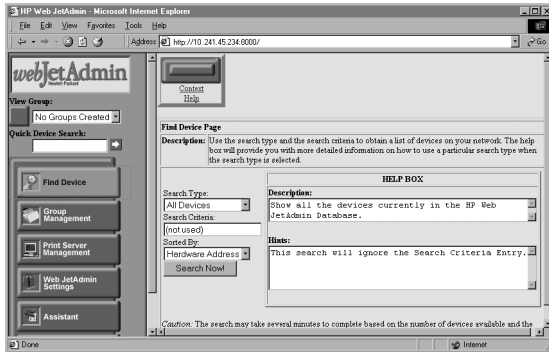 HP Web JetAdmin - Microsoft Internet Explorer
File Edit View Favorites Tools Help
Address http://10.241.45.234:8000/
Go
webJetAdmin
Hewlett-Packard
View Group:
No Groups Created
Quick Device Search:
Find Device
Group
Management
Print Server
Management
Web JetAdmin
Settings
Assistant
Context
Help
Find Device Page
Description: Use the search type and the search criteria to obtain a list of devices on your network. The help
box will provide you with more detailed information on how to use a particular search type when
the search type is selected.
Search Type:
All Devices
Search Criteria:
(not used)
Sorted By:
Hardware Address
Search Now!
HELP BOX
Description:
Show all the devices currently in the HP Web
JetAdmin Database.
Hints:
This search will ignore the Search Criteria Entry.
Caution: The search may take several minutes to complete based on the number of devices available and the
Done
Internet